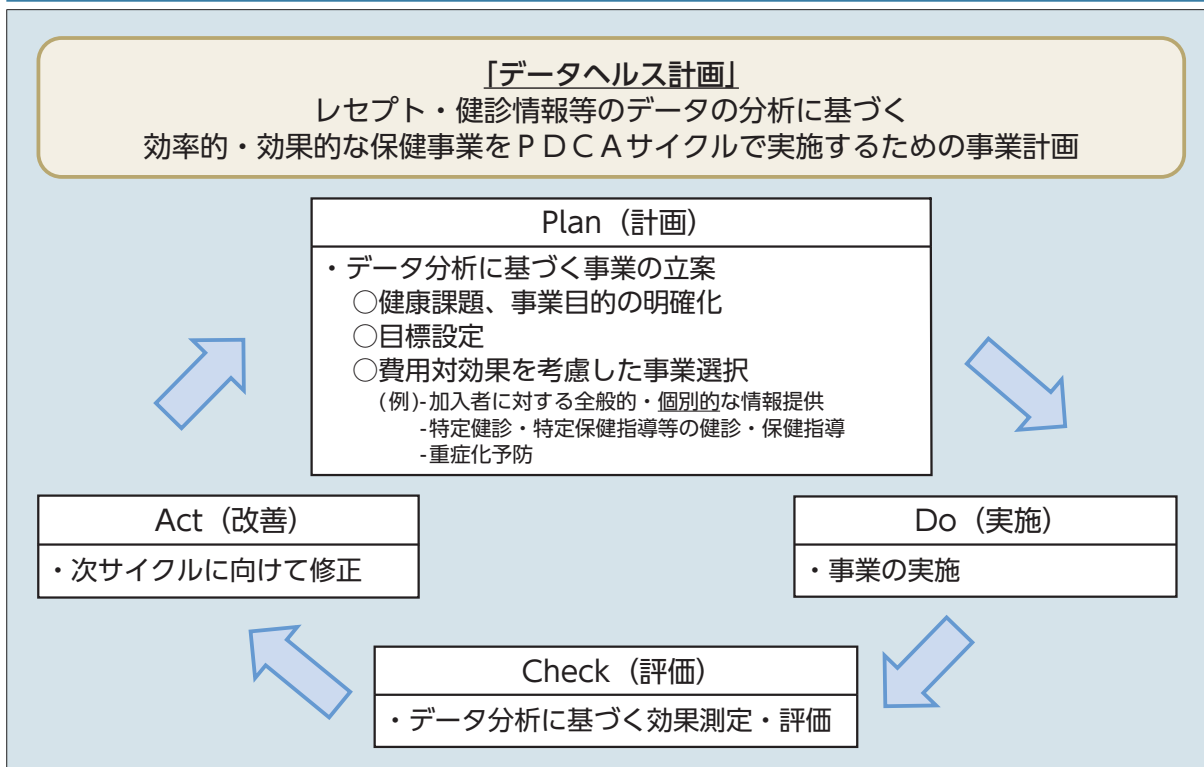 「データヘルス計画」
レセプト・健診情報等のデータの分析に基づく
効率的・効果的な保健事業をＰＤＣＡサイクルで実施するための事業計画
Plan（計画）
・データ分析に基づく事業の立案
○健康課題、事業目的の明確化
○目標設定
○費用対効果を考慮した事業選択
(例)-加入者に対する全般的・個別的な情報提供
-特定健診・特定保健指導等の健診・保健指導
-重症化予防
Act（改善）
・次サイクルに向けて修正
Do（実施）
・事業の実施
Check（評価）
・データ分析に基づく効果測定・評価